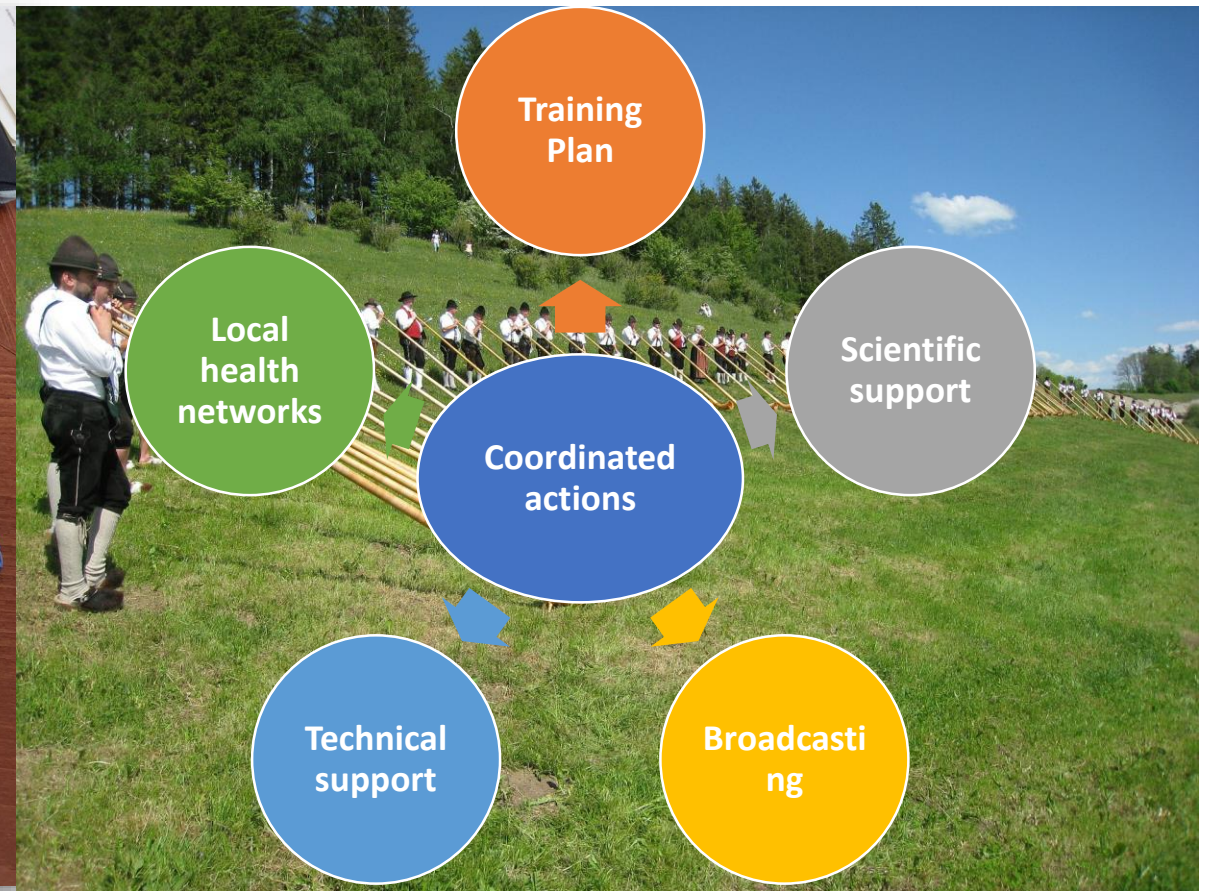 Training
Plan
Local
health
networks
Scientific
support
Coordinated
actions
Technical
support
Broadcasti
ng